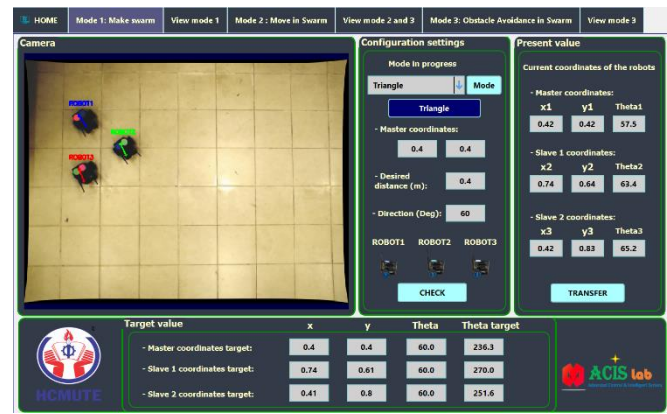 HOME
Mode 1: Make swarm
View mode 1
Mode 2 : Move in Swarm
View mode 2 and 3
Mode 3: Obstacle Avoidance in Swarm
View mode 3
Camera
ROBOT1
ROBOT3
Configuration settings
Mode in progress
Triangle
Mode
Triangle
- Master coordinates:
0.4 0.4
- Desired
distance (m): 0.4
- Direction (Deg): 60
ROBOT1 ROBOT2 ROBOT3
CHECK
Present value
Current coordinates of the robots
- Master coordinates:
x1 y1 Theta1
0.42 0.42 57.5
- Slave 1 coordinates:
x2 y2 Theta2
0.74 0.64 63.4
- Slave 2 coordinates:
x3 y3 Theta3
0.42 0.83 65.2
TRANSFER
Target value x y Theta Theta target
- Master coordinates target: 0.4 0.4 60.0 236.3
- Slave 1 coordinates target: 0.74 0.61 60.0 270.0
- Slave 2 coordinates target: 0.41 0.8 60.0 251.6
HCMUTE
ACIS Lab